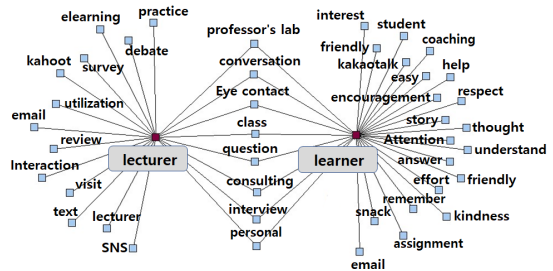 elearning
practice
debate
kahoot
survey
utilization
email
review
Interaction
visit
text
lecturer
SNS
lecturer
professor's lab
conversation
Eye contact
class
question
consulting
interview
personal
learner
interest
student
friendly
coaching
kakaotalk
easy
help
encouragement
respect
story
thought
Attention
understand
answer
effort
friendly
remember
kindness
snack
assignment
email